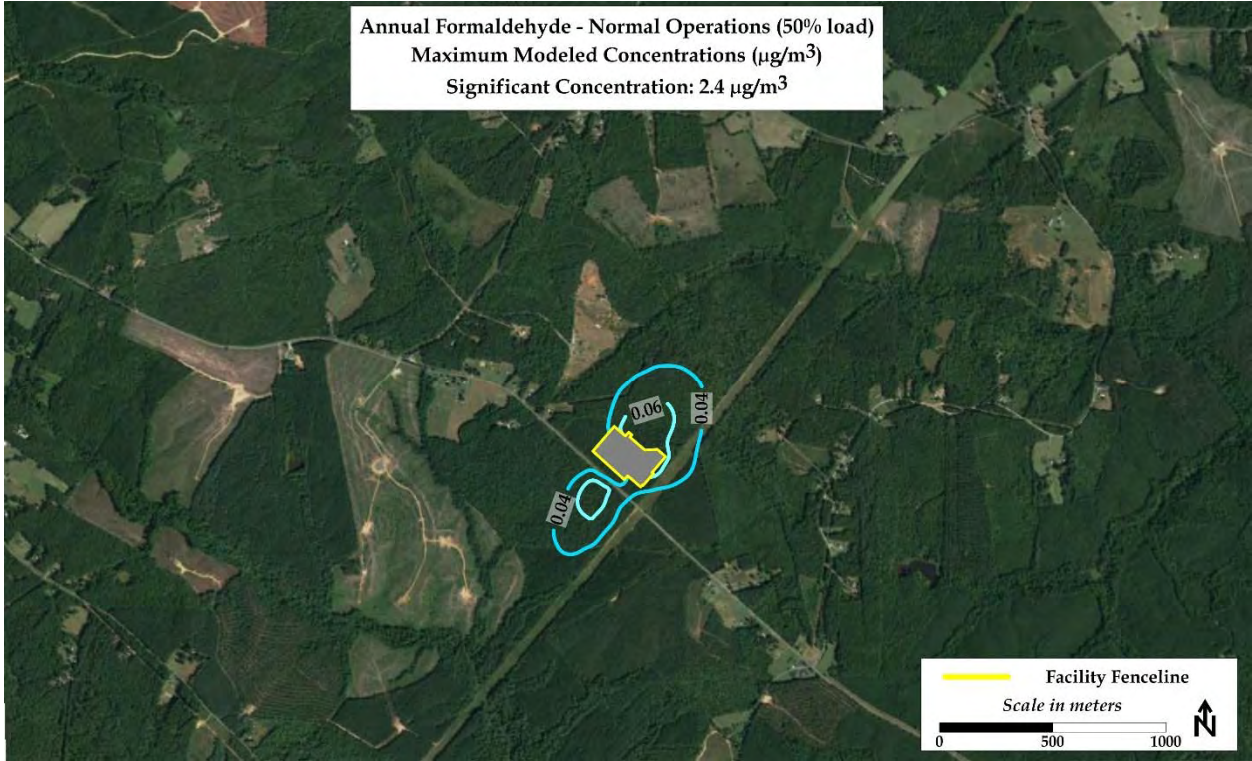 Annual Formaldehyde - Normal Operations (50% load)
Maximum Modeled Concentrations (µg/m³)
Significant Concentration: 2.4 µg/m³
0.06
0.04
0.04
Facility Fenceline
Scale in meters
0 500 1000
N